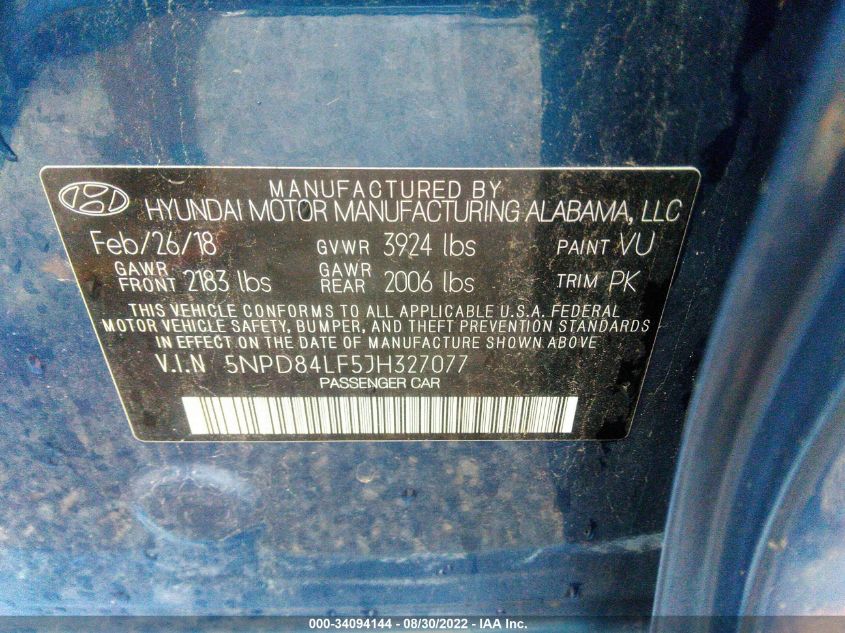 MANUFACTURED BY
HYUNDAI MOTOR MANUFACTURING ALABAMA, LLC
Feb/26/18 GVWR 3924 lbs PAINT VU
GAWR FRONT 2183 lbs GAWR REAR 2006 lbs TRIM PK
THIS VEHICLE CONFORMS TO ALL APPLICABLE U.S.A. FEDERAL
MOTOR VEHICLE SAFETY, BUMPER, AND THEFT PREVENTION STANDARDS
IN EFFECT ON THE DATE OF MANUFACTURE SHOWN ABOVE
V.I.N 5NPD84LF5JH327077
PASSENGER CAR
000-34094144 - 08/30/2022 - IAA Inc.